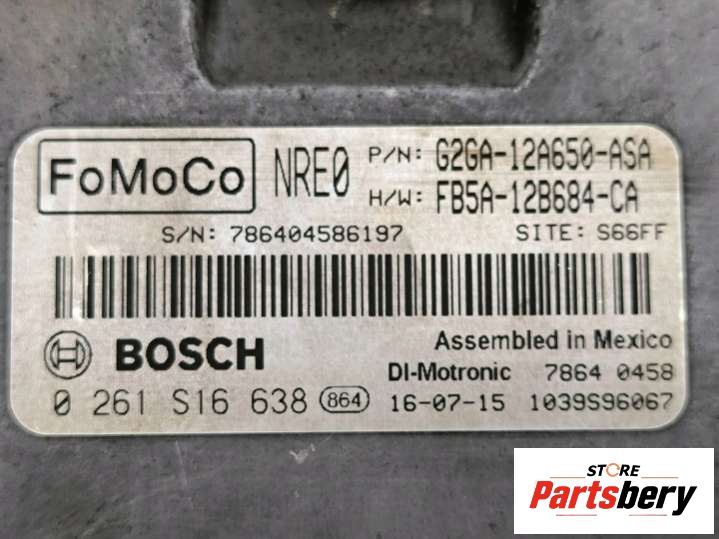 FoMoCo NRE0 P/N: G2GA-12A650-ASA
H/W: FB5A-12B684-CA
S/N: 786404586197 SITE: S66FF
BOSCH Assembled in Mexico
DI-Motronic 7864 0458
0 261 S16 638 864 16-07-15 1039S96067
STORE
Partsbery